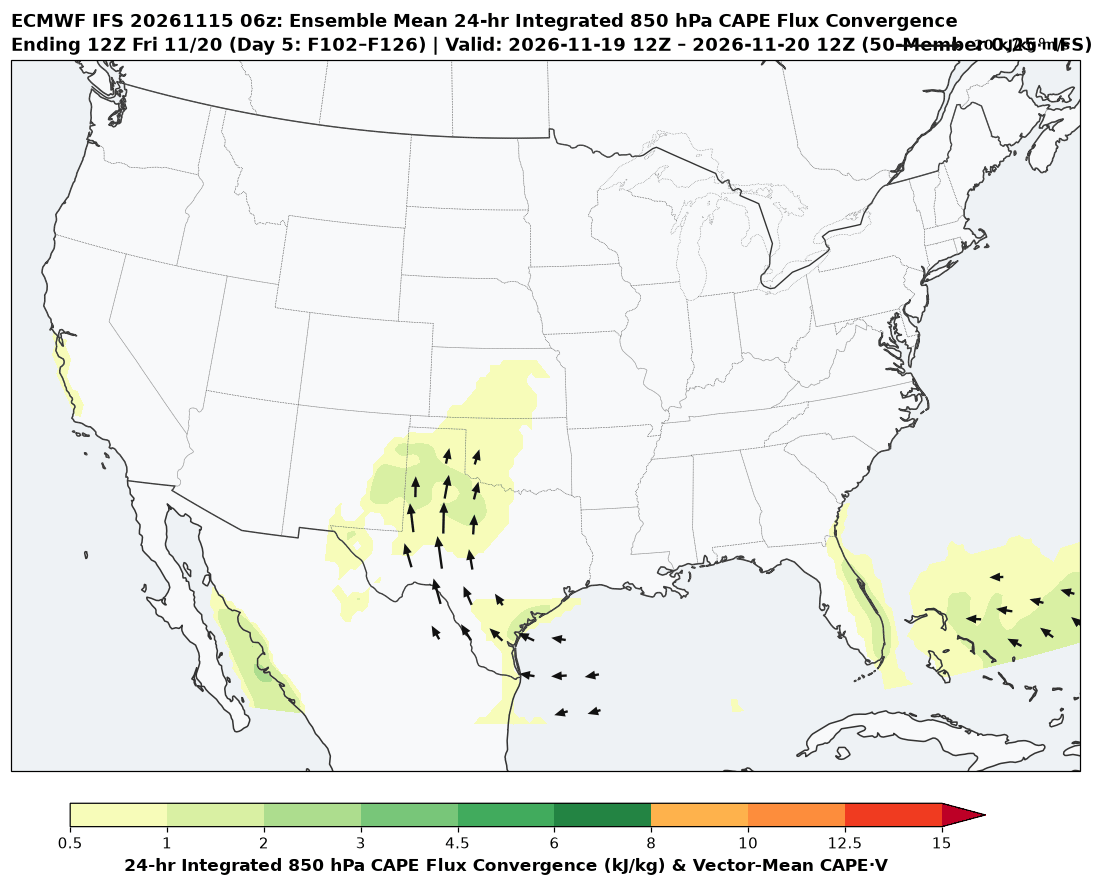 ECMWF IFS 20261115 06z: Ensemble Mean 24-hr Integrated 850 hPa CAPE Flux Convergence
Ending 12Z Fri 11/20 (Day 5: F102–F126) | Valid: 2026-11-19 12Z – 2026-11-20 12Z (50-Member 0.25° IFS)
0.5 1 2 3 4.5 6 8 10 12.5 15
24-hr Integrated 850 hPa CAPE Flux Convergence (kJ/kg) & Vector-Mean CAPE·V